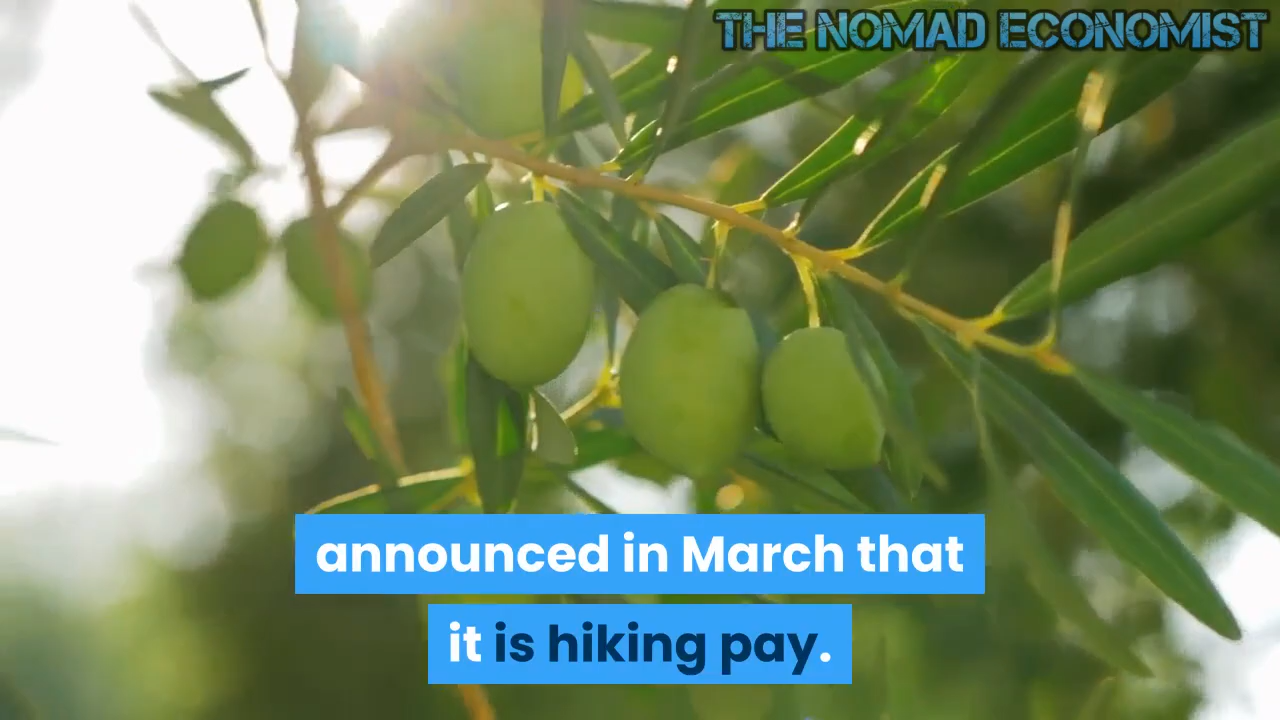 THE NOMAD ECONOMIST
announced in March that
it is hiking pay.